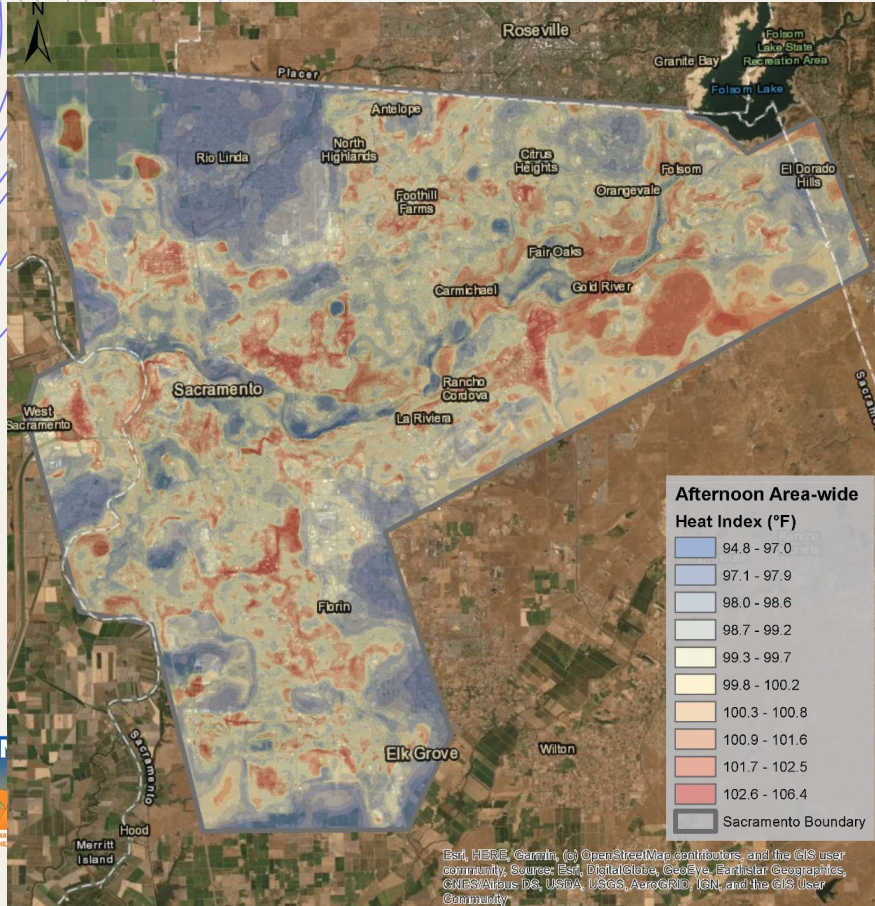 N
Roseville
Folsom
Lake State
Recreation Area
Granite Bay
Placer
Folsom Lake
Antelope
North
Highlands
Rio Linda
Citrus
Heights
Folsom
El Dorado
Hills
Orangevale
Foothill
Farms
Fair Oaks
Carmichael
Gold River
Rancho
Cordova
Sacramento
La Riviera
West
Sacramento
Florin
Elk Grove
Wilton
Sacramento
Hood
Merritt
Island
Afternoon Area-wide
Heat Index (°F)
94.8 - 97.0
97.1 - 97.9
98.0 - 98.6
98.7 - 99.2
99.3 - 99.7
99.8 - 100.2
100.3 - 100.8
100.9 - 101.6
101.7 - 102.5
102.6 - 106.4
Sacramento Boundary
Esri, HERE, Garmin, (c) OpenStreetMap contributors, and the GIS user
community, Source: Esri, DigitalGlobe, GeoEye, Earthstar Geographics,
CNES/Airbus DS, USDA, USGS, AeroGRID, IGN, and the GIS User
Community